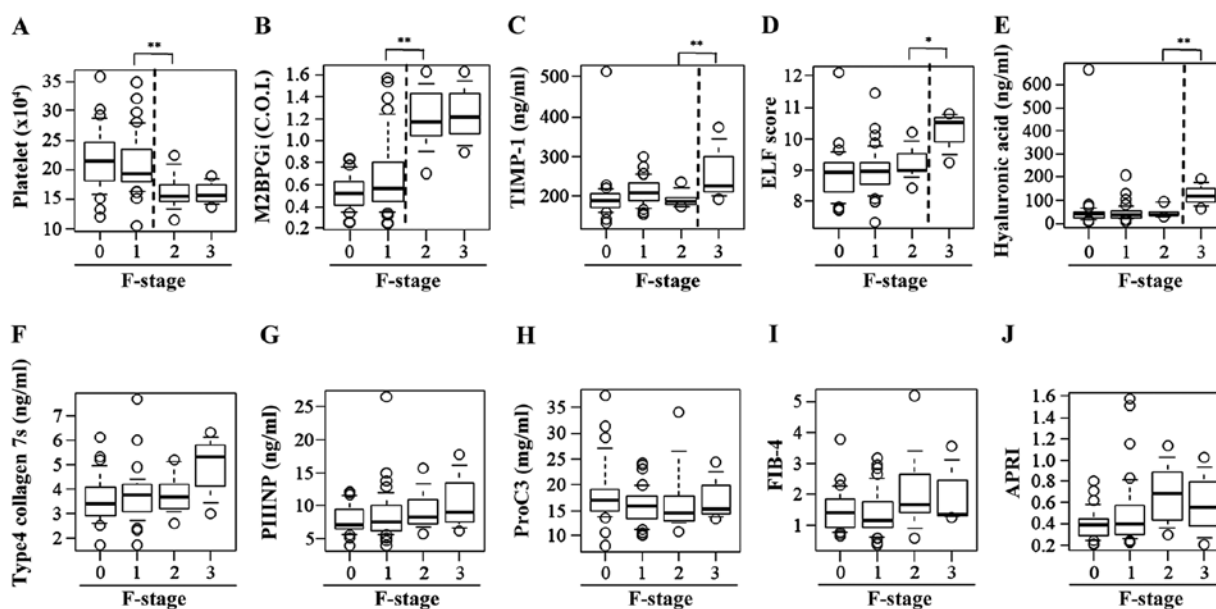 A
**
Platelet (x10⁴)
35
30
25
20
15
10
0 1 2 3
F-stage
B
**
M2BPGi (C.O.I.)
1.6
1.4
1.2
1.0
0.8
0.6
0.4
0.2
0 1 2 3
F-stage
C
**
TIMP-1 (ng/ml)
500
400
300
200
0 1 2 3
F-stage
D
*
ELF score
12
11
10
9
8
0 1 2 3
F-stage
E
**
Hyaluronic acid (ng/ml)
600
500
400
300
200
100
0
0 1 2 3
F-stage
F
Type4 collagen 7s (ng/ml)
7
6
5
4
3
2
0 1 2 3
F-stage
G
PIIINP (ng/ml)
25
20
15
10
5
0 1 2 3
F-stage
H
ProC3 (mg/ml)
35
30
25
20
15
10
0 1 2 3
F-stage
I
FIB-4
5
4
3
2
1
0 1 2 3
F-stage
J
APRI
1.6
1.4
1.2
1.0
0.8
0.6
0.4
0.2
0 1 2 3
F-stage